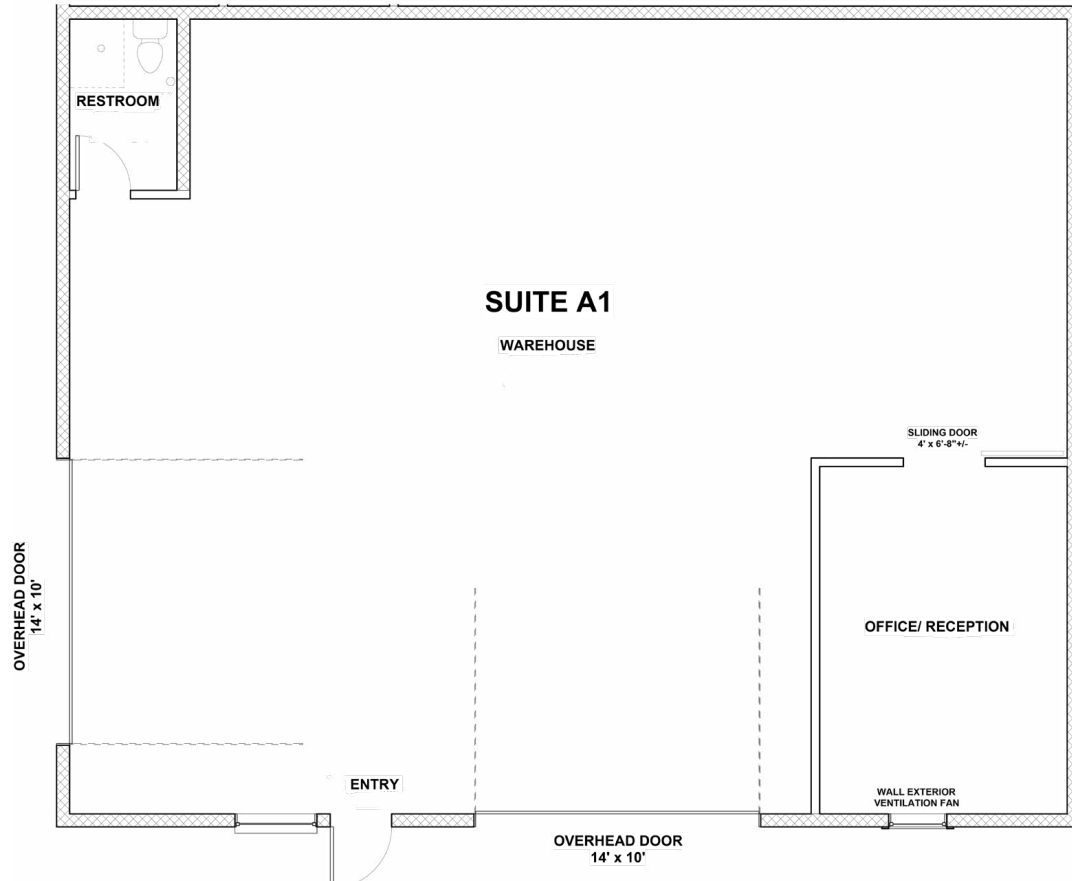 RESTROOM
SUITE A1
WAREHOUSE
SLIDING DOOR
4' x 6'-8"+/-
OVERHEAD DOOR
14' x 10'
OFFICE/ RECEPTION
ENTRY
WALL EXTERIOR
VENTILATION FAN
OVERHEAD DOOR
14' x 10'